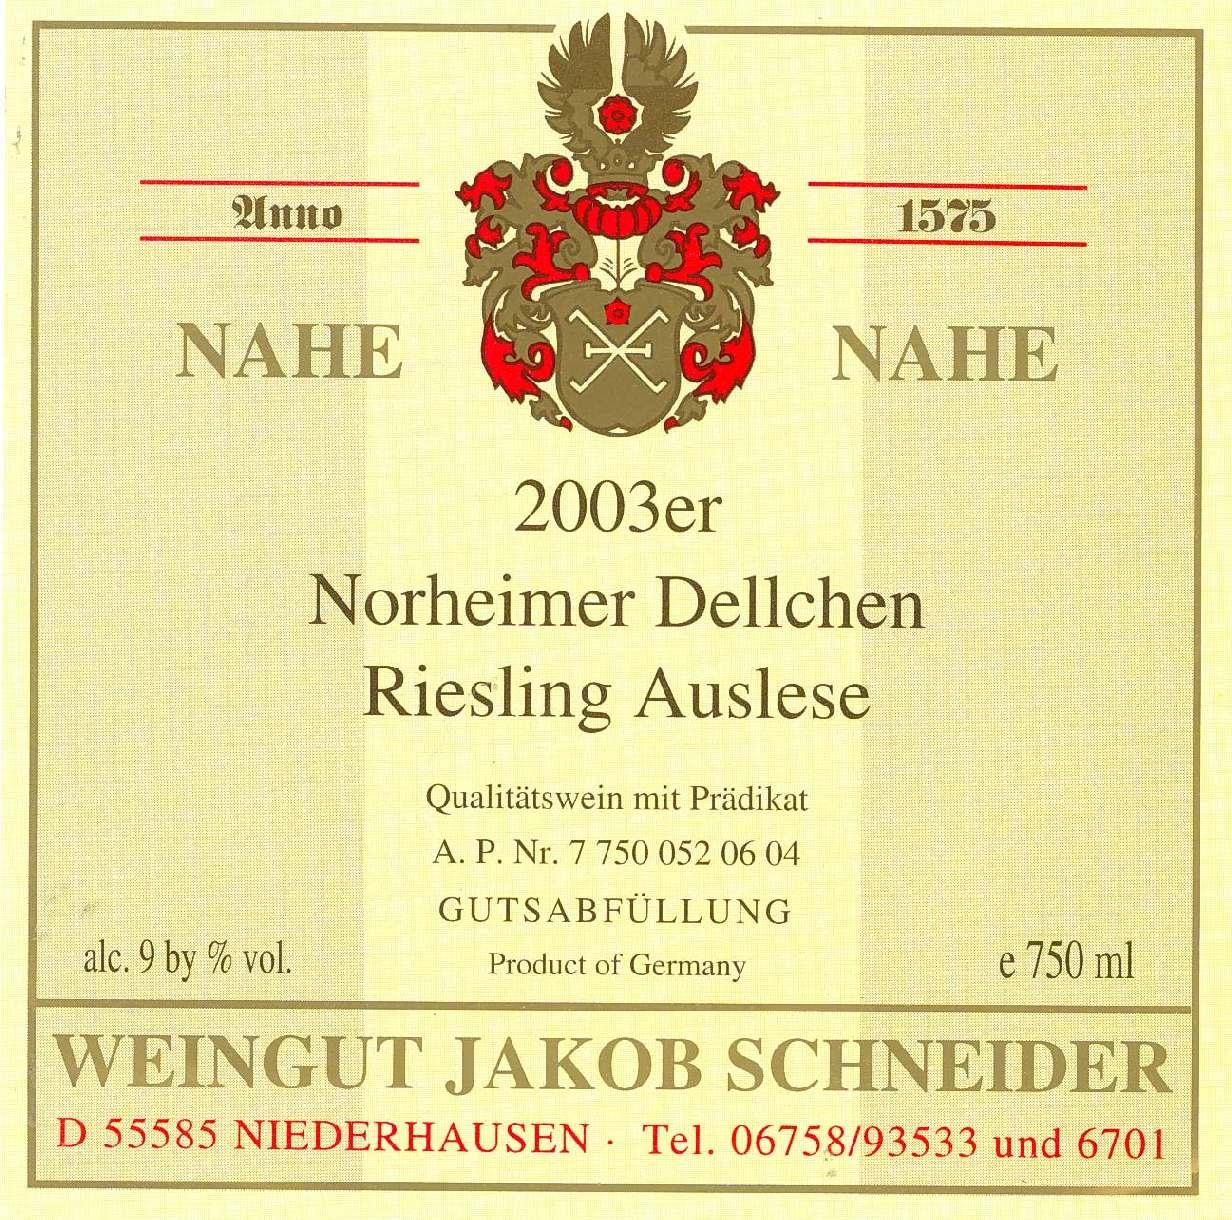 Anno 1575
NAHE NAHE
2003er
Norheimer Dellchen
Riesling Auslese
Qualitätswein mit Prädikat
A. P. Nr. 7 750 052 06 04
GUTSABFÜLLUNG
alc. 9 by % vol. Product of Germany e 750 ml
WEINGUT JAKOB SCHNEIDER
D 55585 NIEDERHAUSEN · Tel. 06758/93533 und 6701